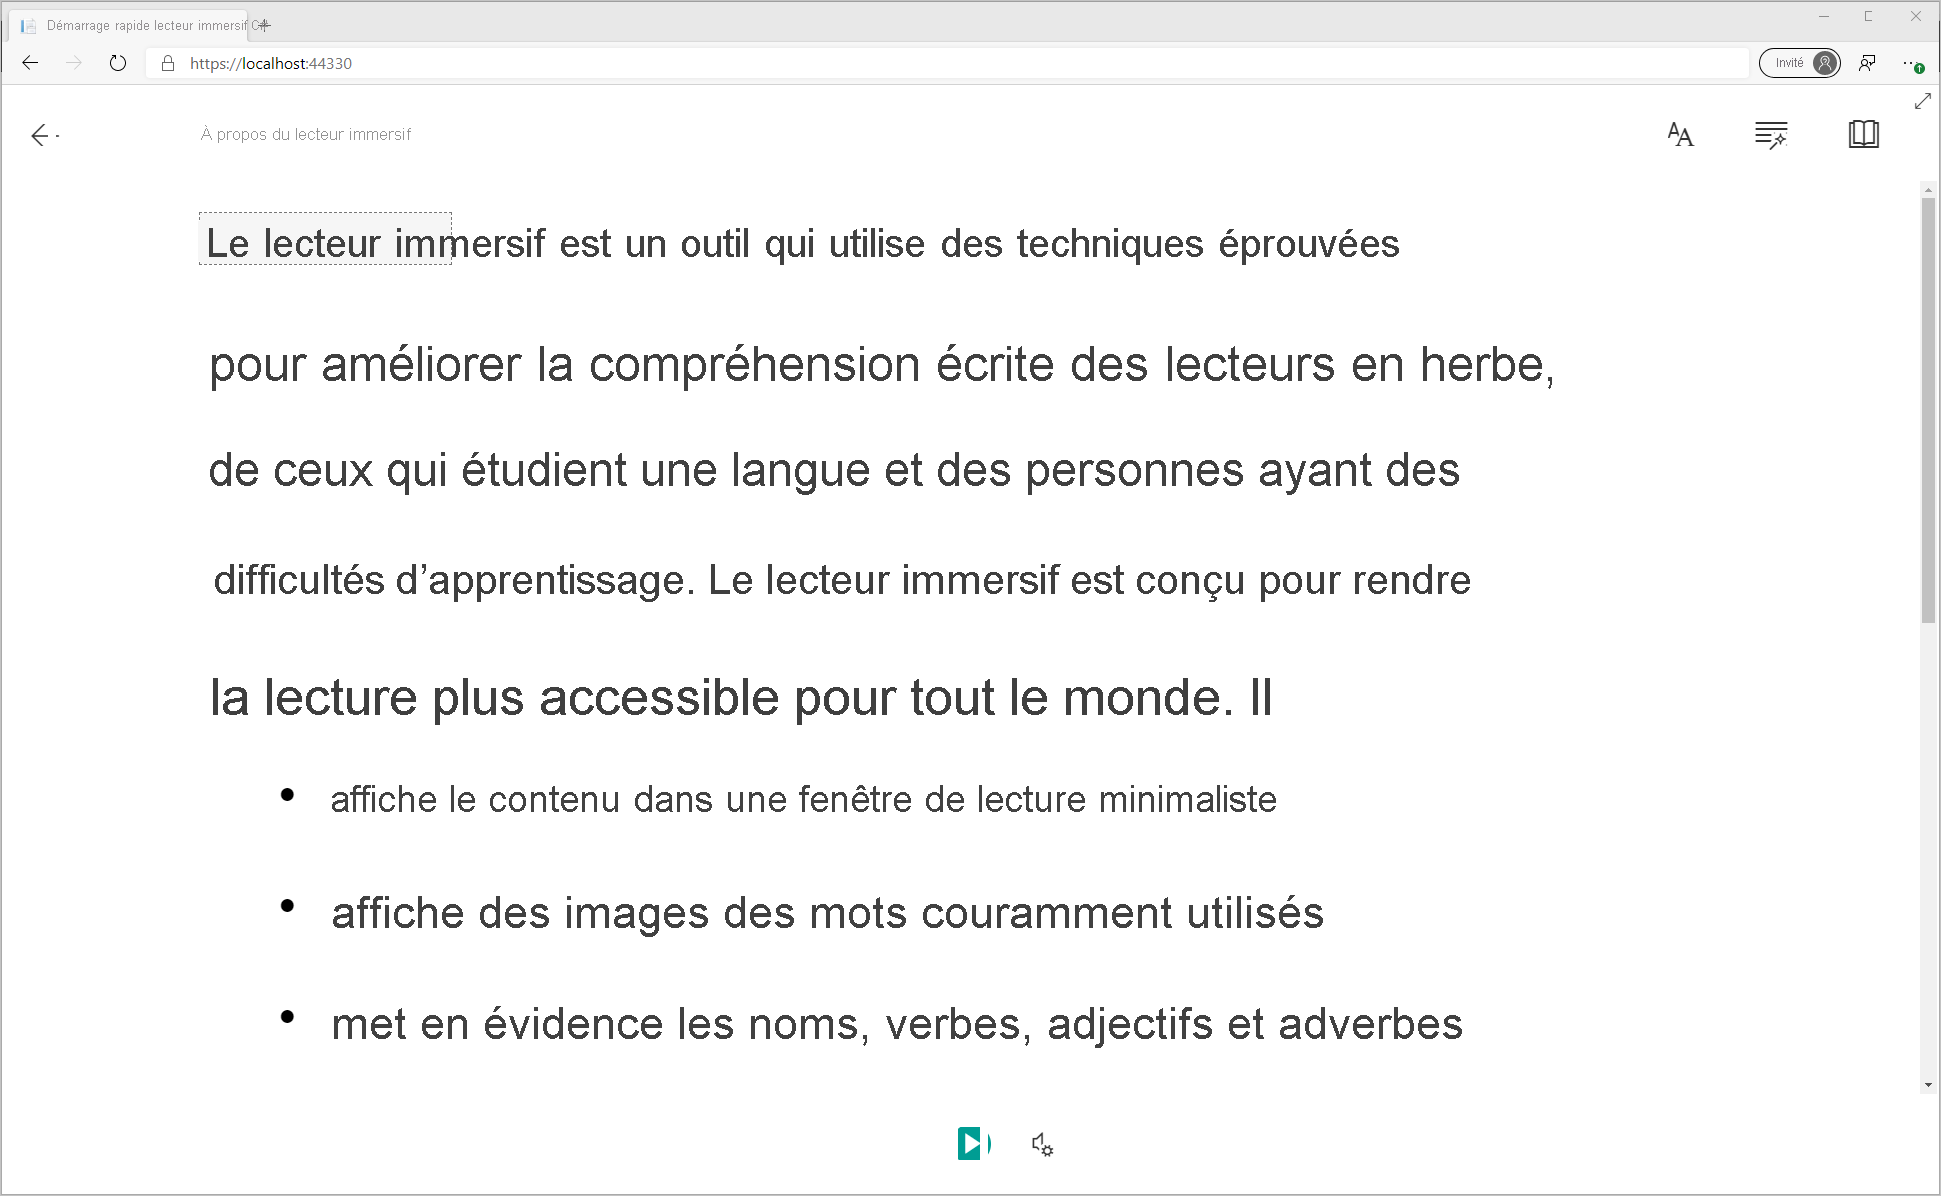 Démarrage rapide lecteur immersif C#
https://localhost:44330
Invité
À propos du lecteur immersif
Le lecteur immersif est un outil qui utilise des techniques éprouvées
pour améliorer la compréhension écrite des lecteurs en herbe,
de ceux qui étudient une langue et des personnes ayant des
difficultés d’apprentissage. Le lecteur immersif est conçu pour rendre
la lecture plus accessible pour tout le monde. Il
• affiche le contenu dans une fenêtre de lecture minimaliste
• affiche des images des mots couramment utilisés
• met en évidence les noms, verbes, adjectifs et adverbes